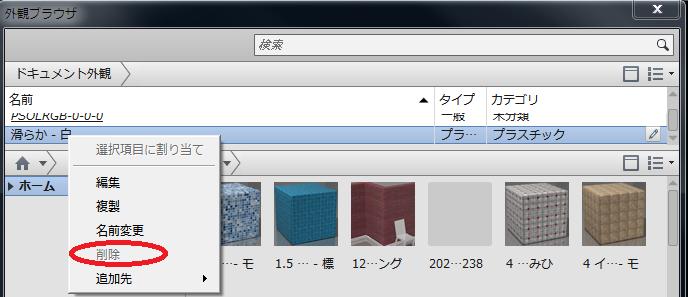 外観ブラウザ
検索
ドキュメント外観
名前 タイプ カテゴリ
PSOLRGB-0-0-0 一般 未分類
滑らか - 白 プラ… プラスチック
選択項目に割り当て
編集
複製
名前変更
削除
追加先
ホーム
…- モ
1.5 … - 標
12…ング
202…238
4 …みひ
4 イ…- モ